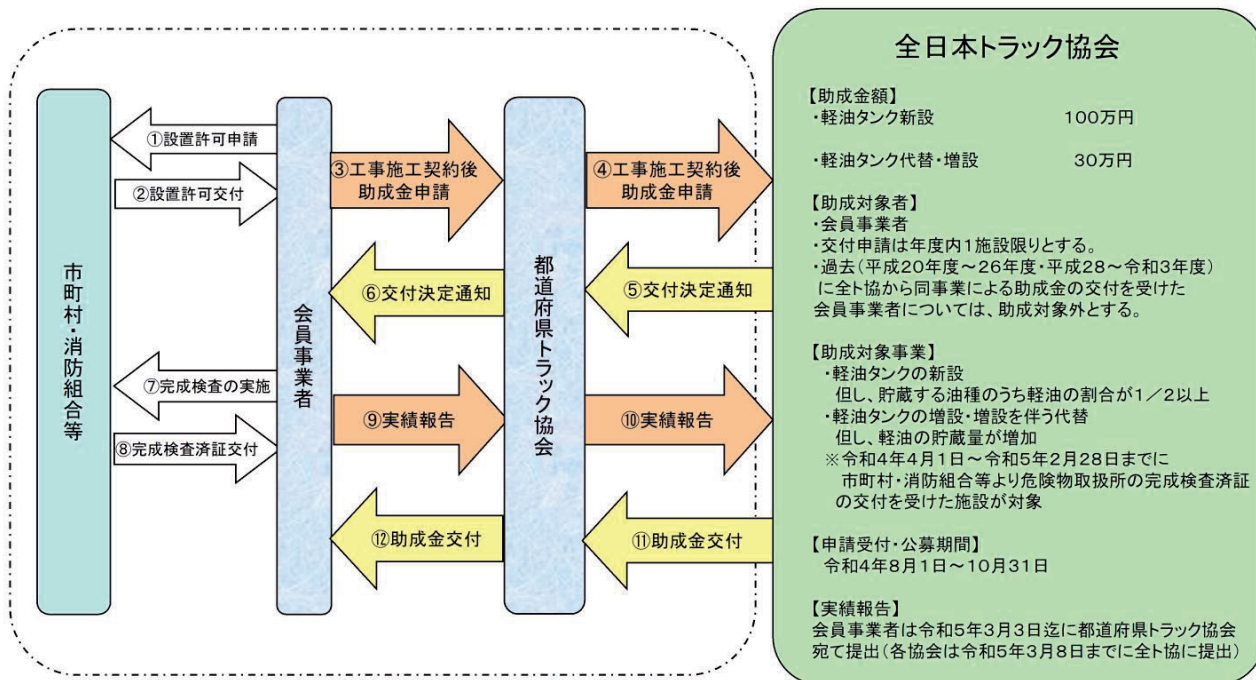 市町村・消防組合等
①設置許可申請
②設置許可交付
⑦完成検査の実施
⑧完成検査済証交付
会員事業者
③工事施工契約後
助成金申請
⑥交付決定通知
⑨実績報告
⑫助成金交付
都道府県トラック協会
④工事施工契約後
助成金申請
⑤交付決定通知
⑩実績報告
⑪助成金交付
全日本トラック協会
【助成金額】
・軽油タンク新設 100万円
・軽油タンク代替・増設 30万円
【助成対象者】
・会員事業者
・交付申請は年度内1施設限りとする。
・過去(平成20年度~26年度・平成28~令和3年度)
に全ト協から同事業による助成金の交付を受けた
会員事業者については、助成対象外とする。
【助成対象事業】
・軽油タンクの新設
但し、貯蔵する油種のうち軽油の割合が1/2以上
・軽油タンクの増設・増設を伴う代替
但し、軽油の貯蔵量が増加
※令和4年4月1日~令和5年2月28日までに
市町村・消防組合等より危険物取扱所の完成検査済証
の交付を受けた施設が対象
【申請受付・公募期間】
令和4年8月1日~10月31日
【実績報告】
会員事業者は令和5年3月3日迄に都道府県トラック協会
宛て提出(各協会は令和5年3月8日までに全ト協に提出)